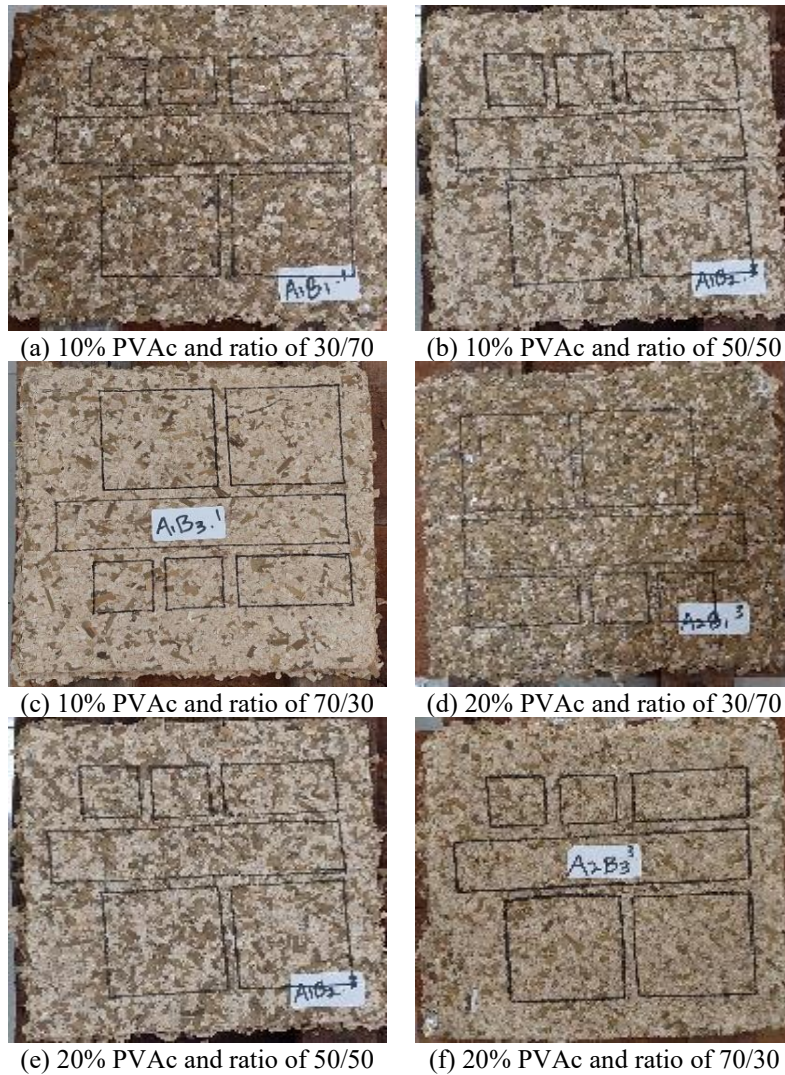 A1B1.1
(a) 10% PVAc and ratio of 30/70
A1B2.3
(b) 10% PVAc and ratio of 50/50
A1B3.1
(c) 10% PVAc and ratio of 70/30
A2B1 3
(d) 20% PVAc and ratio of 30/70
A1B2.3
(e) 20% PVAc and ratio of 50/50
A2B3 3
(f) 20% PVAc and ratio of 70/30